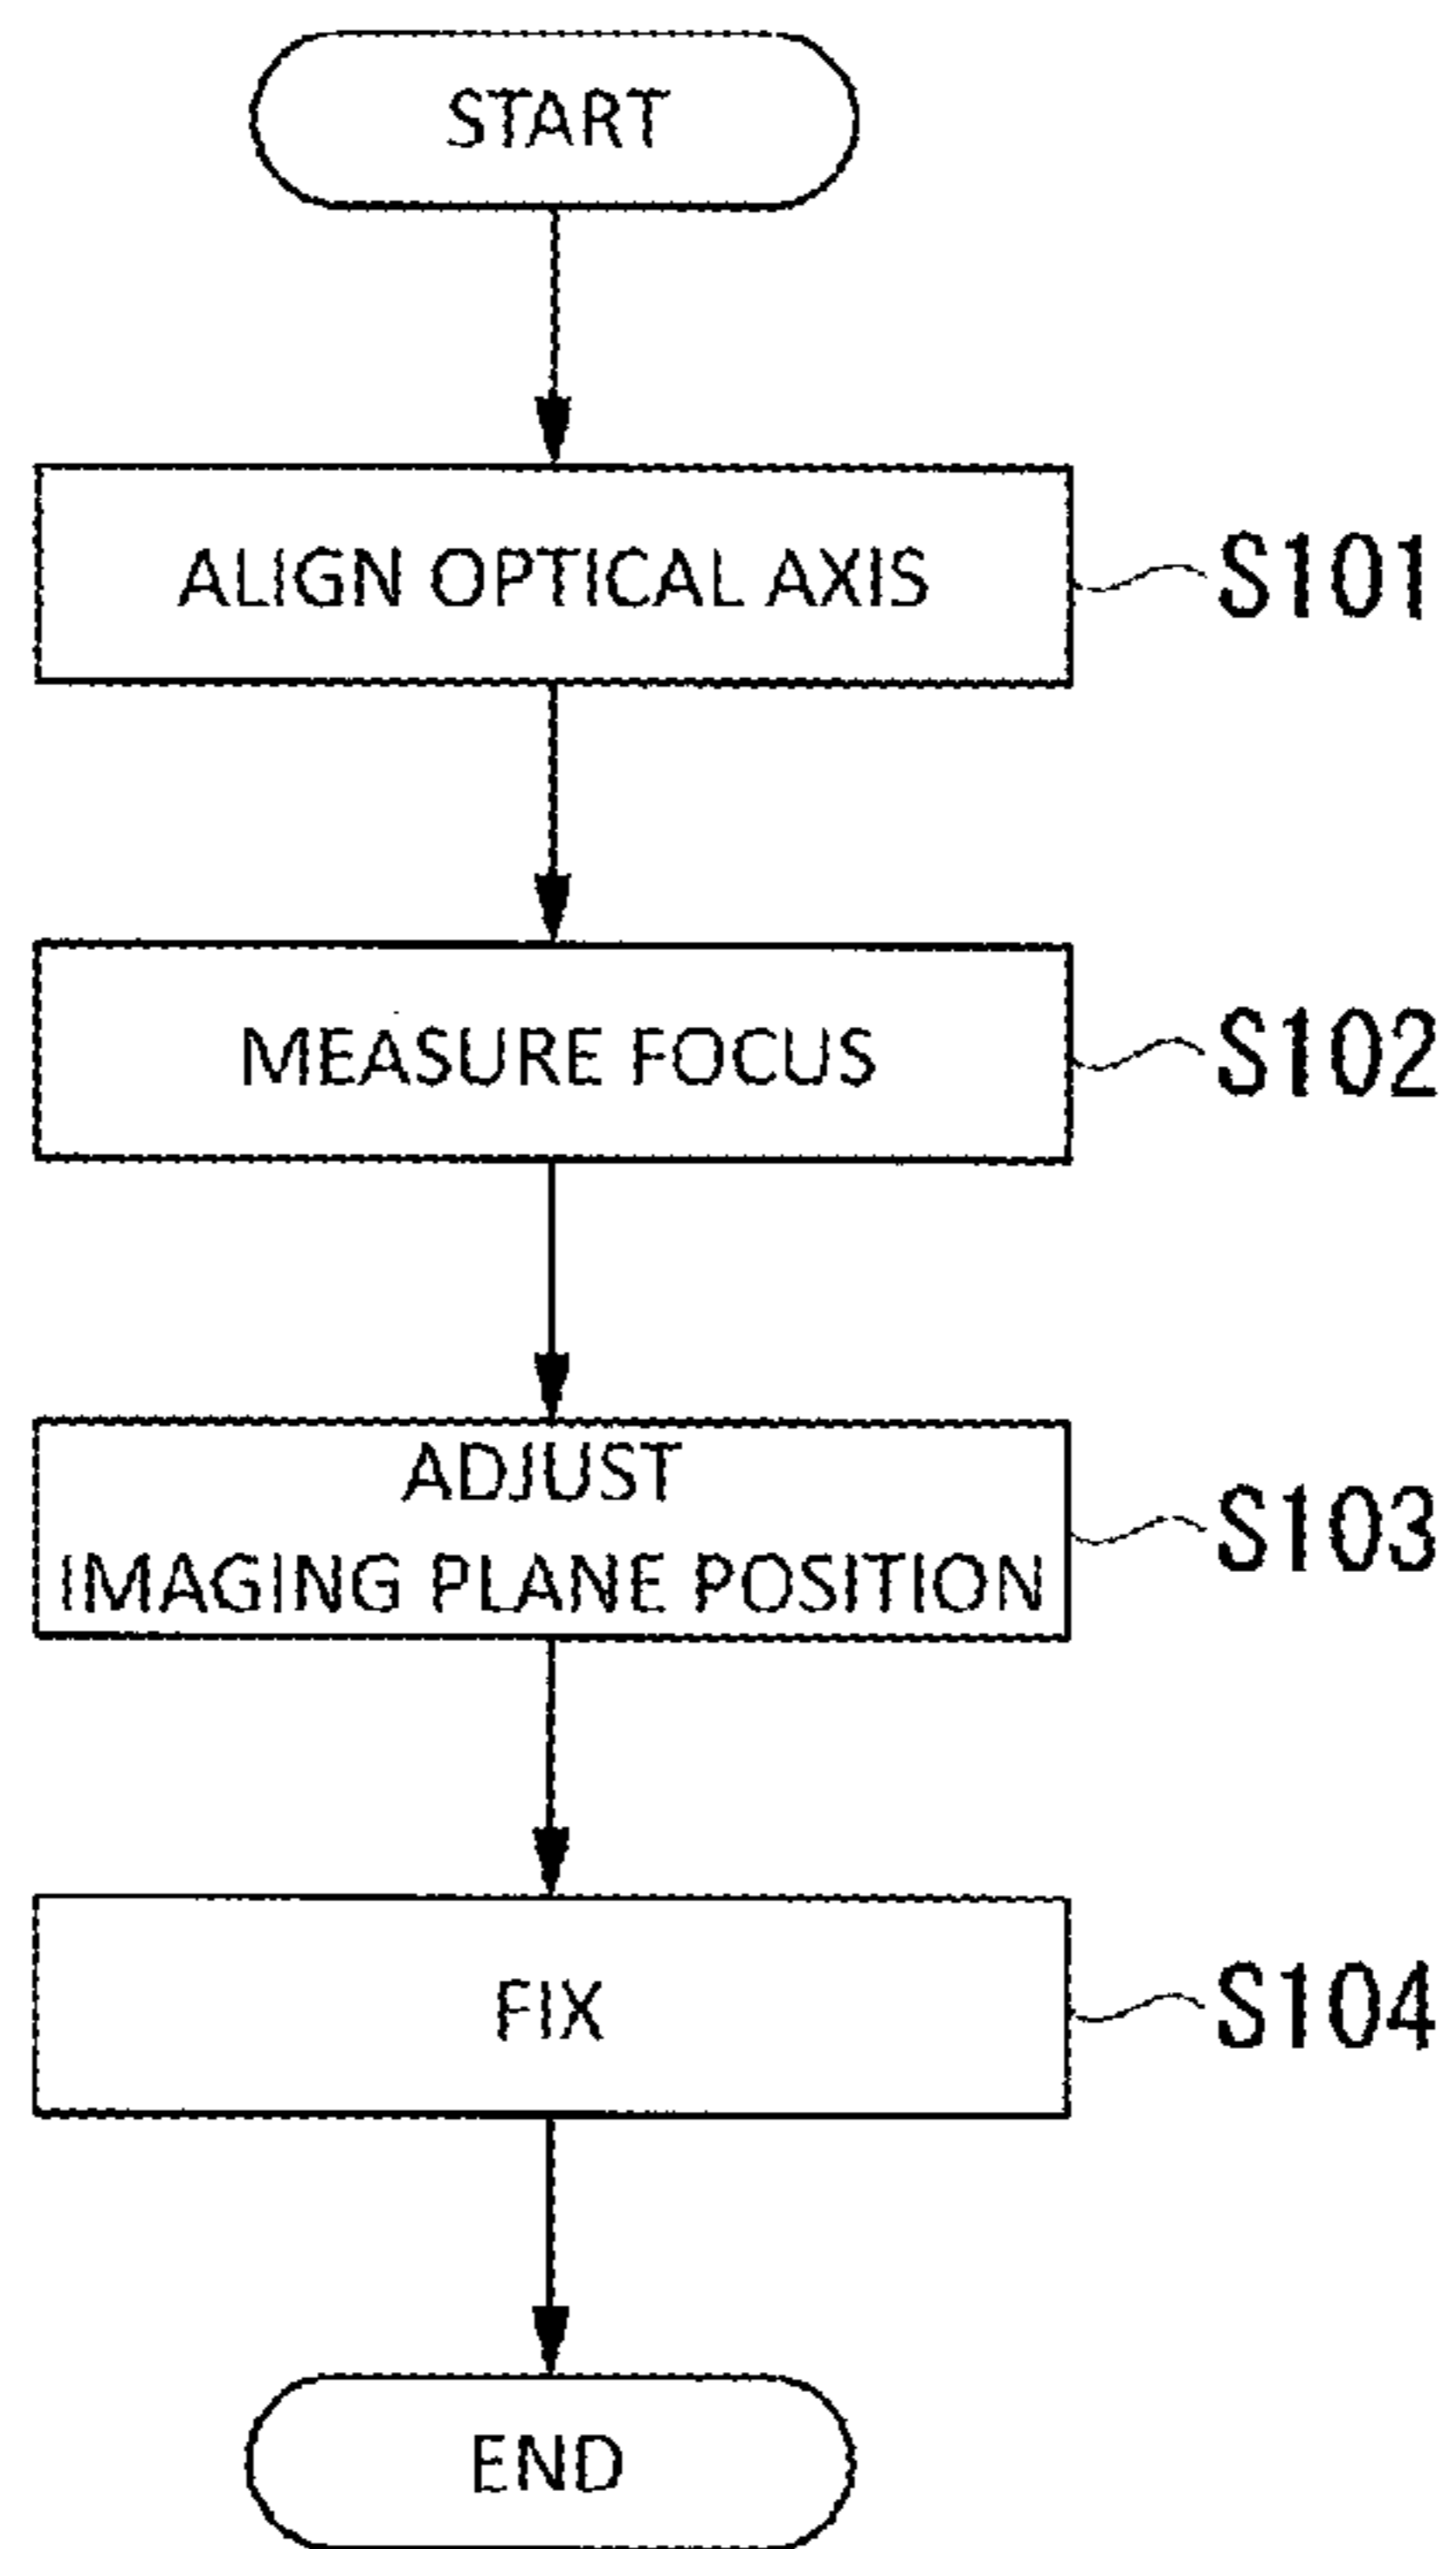 START
ALIGN OPTICAL AXIS
S101
MEASURE FOCUS
S102
ADJUST
IMAGING PLANE POSITION
S103
FIX
S104
END